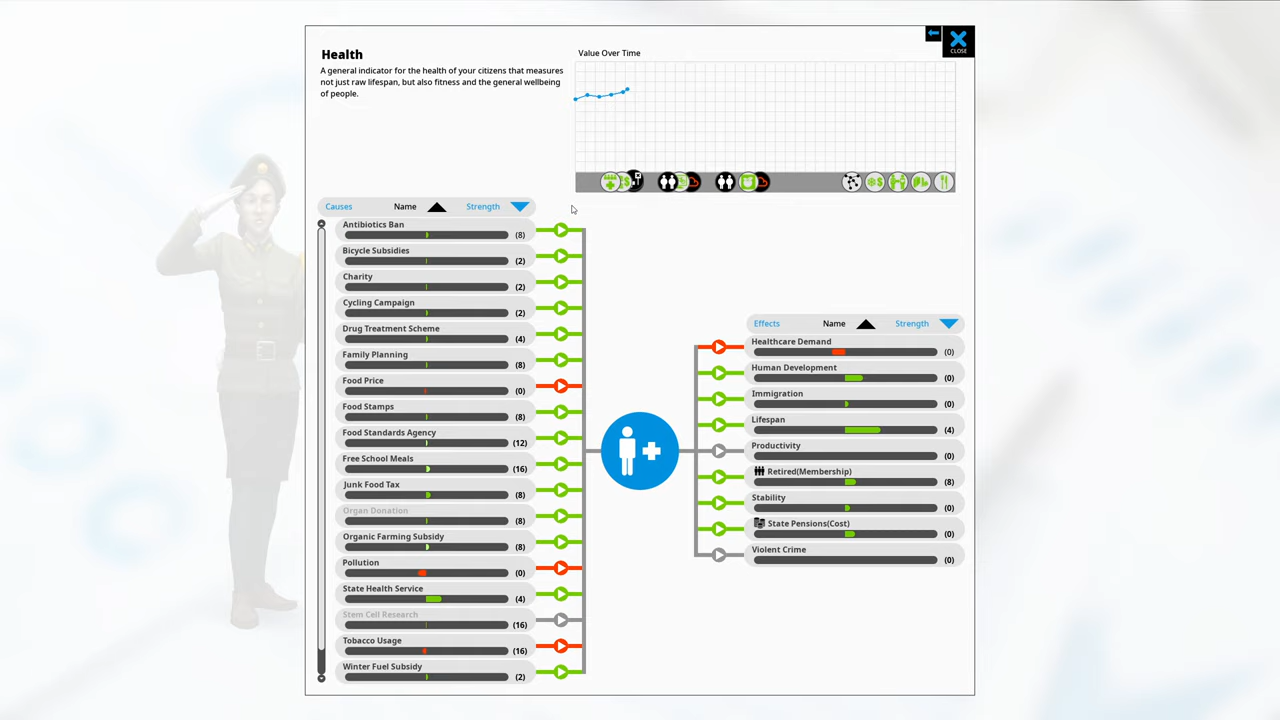 Health
A general indicator for the health of your citizens that measures
not just raw lifespan, but also fitness and the general wellbeing
of people.
Value Over Time
CLOSE
Causes Name Strength
Antibiotics Ban
(8)
Bicycle Subsidies
(2)
Charity
(2)
Cycling Campaign
(2)
Drug Treatment Scheme
(4)
Family Planning
(8)
Food Price
(0)
Food Stamps
(8)
Food Standards Agency
(12)
Free School Meals
(16)
Junk Food Tax
(8)
Organ Donation
(8)
Organic Farming Subsidy
(8)
Pollution
(0)
State Health Service
(4)
Stem Cell Research
(16)
Tobacco Usage
(16)
Winter Fuel Subsidy
(2)
Effects Name Strength
Healthcare Demand
(0)
Human Development
(0)
Immigration
(0)
Lifespan
(4)
Productivity
(0)
Retired(Membership)
(8)
Stability
(0)
State Pensions(Cost)
(0)
Violent Crime
(0)